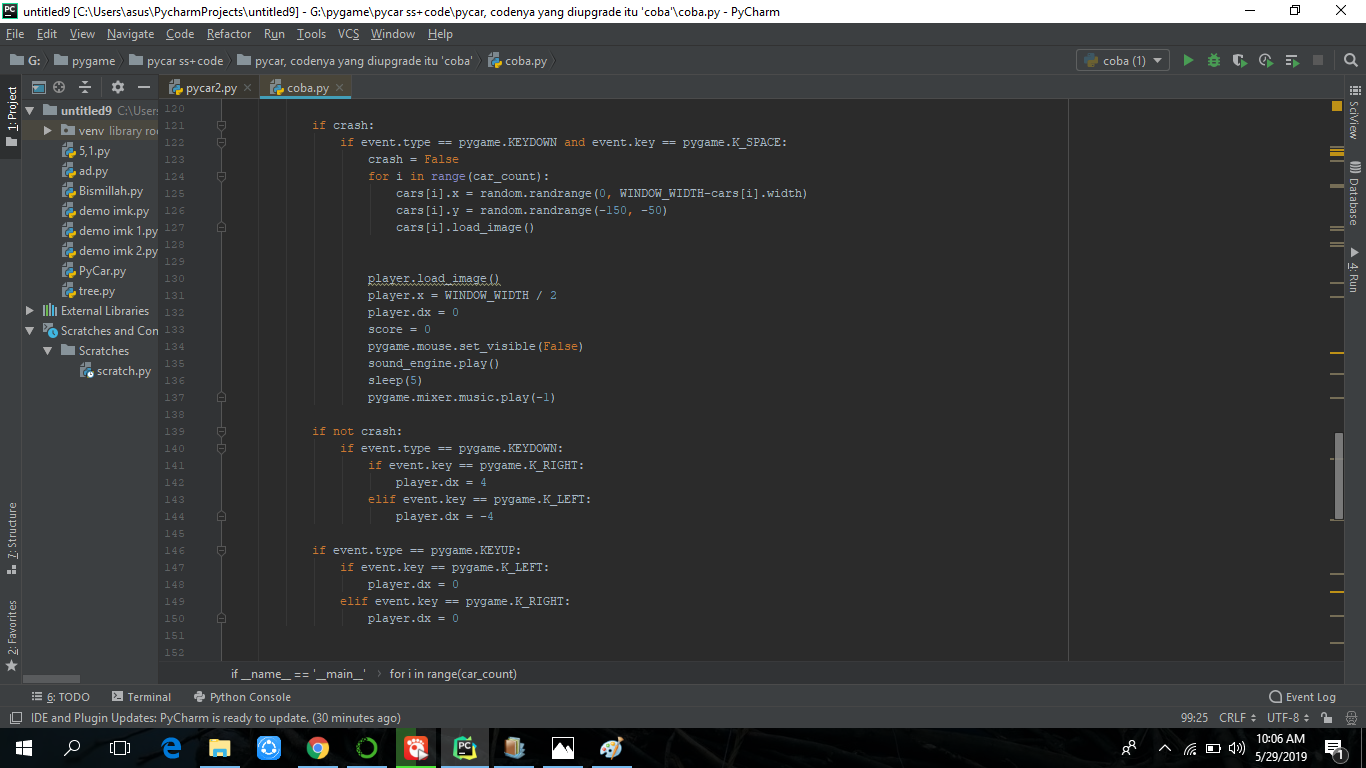 untitled9 [C:\Users\asus\PycharmProjects\untitled9] - G:\pygame\pycar ss+code\pycar, codenya yang diupgrade itu 'coba'\coba.py - PyCharm
File Edit View Navigate Code Refactor Run Tools VCS Window Help
G: pygame pycar ss+code pycar, codenya yang diupgrade itu 'coba' coba.py coba (1)
1: Project
pycar2.py coba.py
untitled9 C:\Users
venv library roo
5,1.py
ad.py
Bismillah.py
demo imk.py
demo imk 1.py
demo imk 2.py
PyCar.py
tree.py
External Libraries
Scratches and Con
Scratches
scratch.py
7: Structure
2: Favorites
120
121 if crash:
122 if event.type == pygame.KEYDOWN and event.key == pygame.K_SPACE:
123 crash = False
124 for i in range(car_count):
125 cars[i].x = random.randrange(0, WINDOW_WIDTH-cars[i].width)
126 cars[i].y = random.randrange(-150, -50)
127 cars[i].load_image()
128
129
130 player.load_image()
131 player.x = WINDOW_WIDTH / 2
132 player.dx = 0
133 score = 0
134 pygame.mouse.set_visible(False)
135 sound_engine.play()
136 sleep(5)
137 pygame.mixer.music.play(-1)
138
139 if not crash:
140 if event.type == pygame.KEYDOWN:
141 if event.key == pygame.K_RIGHT:
142 player.dx = 4
143 elif event.key == pygame.K_LEFT:
144 player.dx = -4
145
146 if event.type == pygame.KEYUP:
147 if event.key == pygame.K_LEFT:
148 player.dx = 0
149 elif event.key == pygame.K_RIGHT:
150 player.dx = 0
151
152
SciView
Database
4: Run
if __name__ == '__main__' for i in range(car_count)
6: TODO Terminal Python Console Event Log
IDE and Plugin Updates: PyCharm is ready to update. (30 minutes ago) 99:25 CRLF UTF-8
10:06 AM
5/29/2019
1